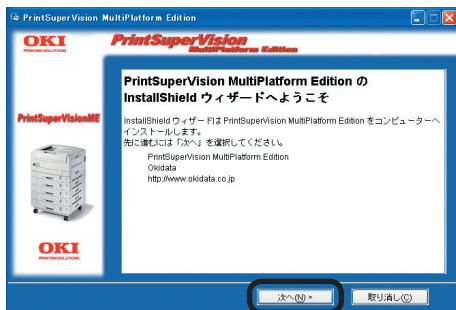 PrintSuperVision MultiPlatform Edition
OKI
PRINTING SOLUTIONS
PrintSuperVision
MultiPlatform Edition
PrintSuperVision MultiPlatform Edition の
InstallShield ウィザードへようこそ
PrintSuperVisionME
InstallShield ウィザードは PrintSuperVision MultiPlatform Edition をコンピューターへ
インストールします。
先に進むには「次へ」を選択してください。
PrintSuperVision MultiPlatform Edition
Okidata
http://www.okidata.co.jp
OKI
PRINTING SOLUTIONS
次へ(N) >
取り消し(C)